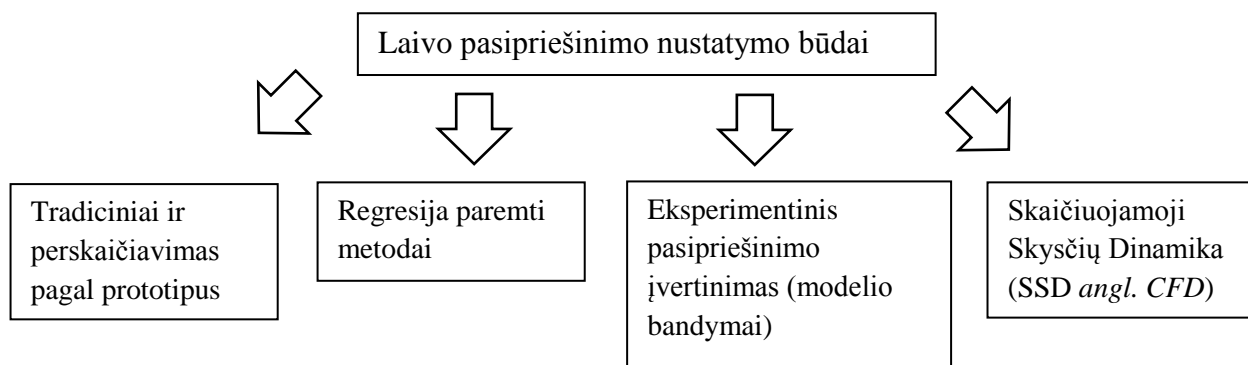 Laivo pasipriešinimo nustatymo būdai
Tradiciniai ir
perskaičiavimas
pagal prototipus
Regresija paremti
metodai
Eksperimentinis
pasipriešinimo
įvertinimas (modelio
bandymai)
Skaičiuojamoji
Skysčių Dinamika
(SSD angl. CFD)